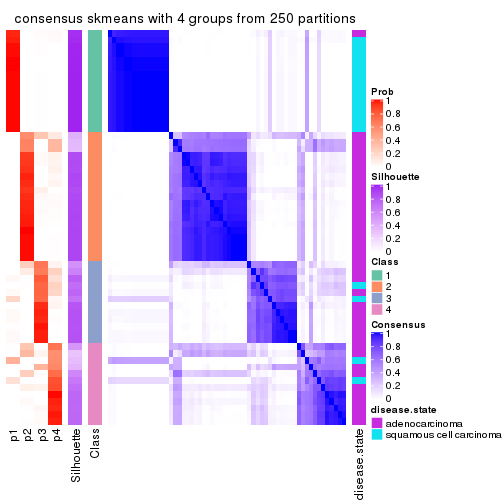 consensus skmeans with 4 groups from 250 partitions
Prob
1
0.8
0.6
0.4
0.2
0
Silhouette
1
0.8
0.6
0.4
0.2
0
Class
1
2
3
4
Consensus
1
0.8
0.6
0.4
0.2
0
disease.state
adenocarcinoma
squamous cell carcinoma
p1
p2
p3
p4
Silhouette
Class
disease.state